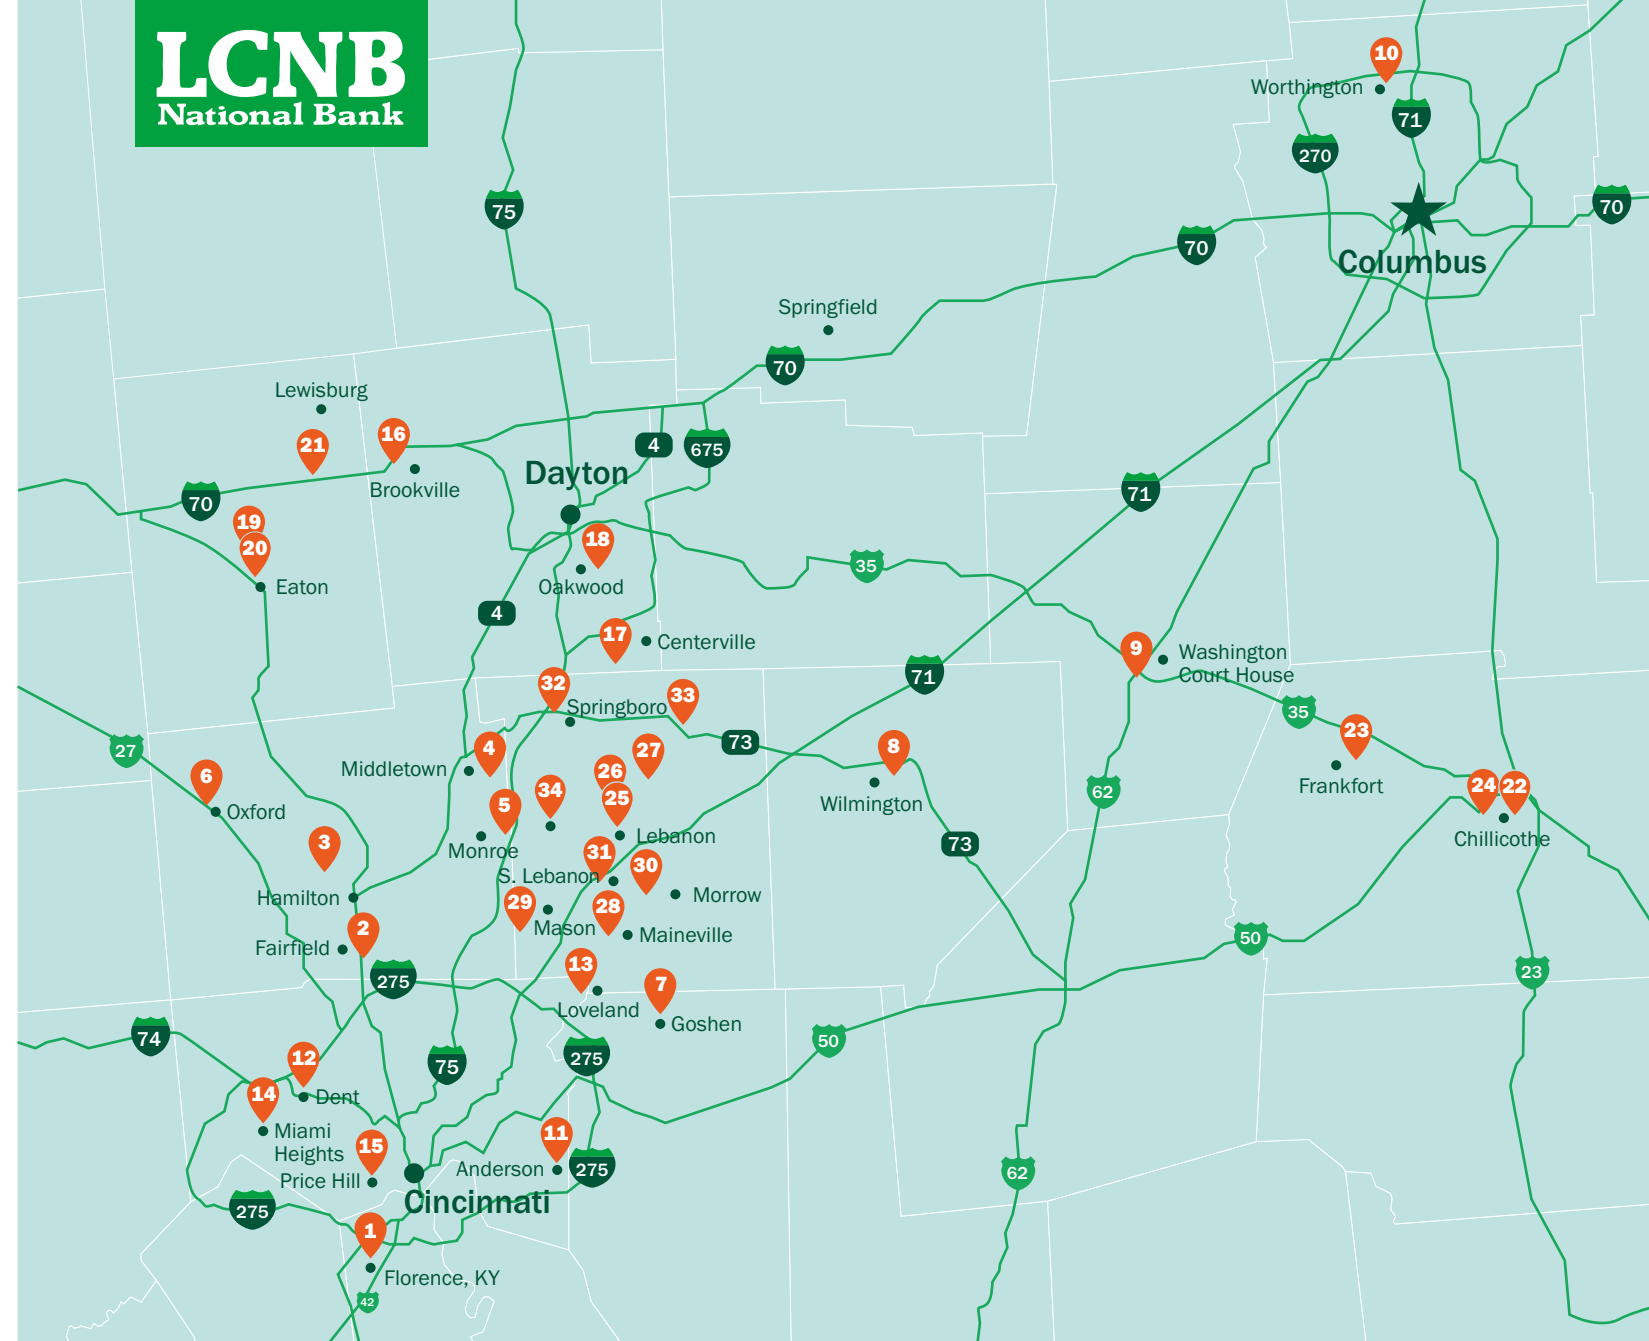 LCNB
National Bank
10
Worthington
71
270
75
70
70
Columbus
Springfield
70
Lewisburg
21
16
4
675
Dayton
Brookville
70
71
19
20
18
35
Eaton
Oakwood
4
17
Centerville
9
Washington
Court House
71
32
33
Springboro
35
23
27
4
27
73
8
Middletown
26
6
34
25
Wilmington
62
Frankfort
24
22
Oxford
5
Lebanon
Chillicothe
3
Monroe
31
30
73
S. Lebanon
Hamilton
29
28
Morrow
2
Mason
Maineville
50
Fairfield
275
13
7
23
Loveland
Goshen
74
50
12
75
275
14
Dent
Miami
Heights
15
11
Price Hill
Anderson
275
62
275
Cincinnati
1
Florence, KY
42